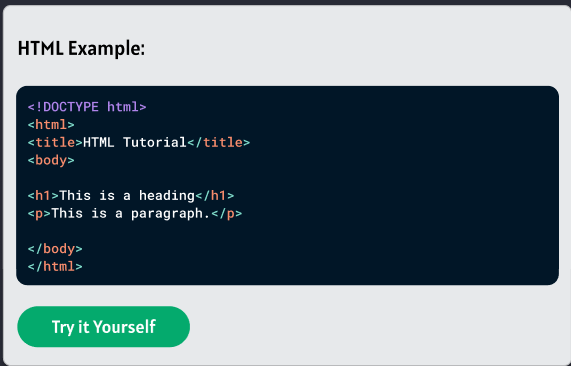 HTML Example:
<!DOCTYPE html>
<html>
<title>HTML Tutorial</title>
<body>
<h1>This is a heading</h1>
<p>This is a paragraph.</p>
</body>
</html>
Try it Yourself